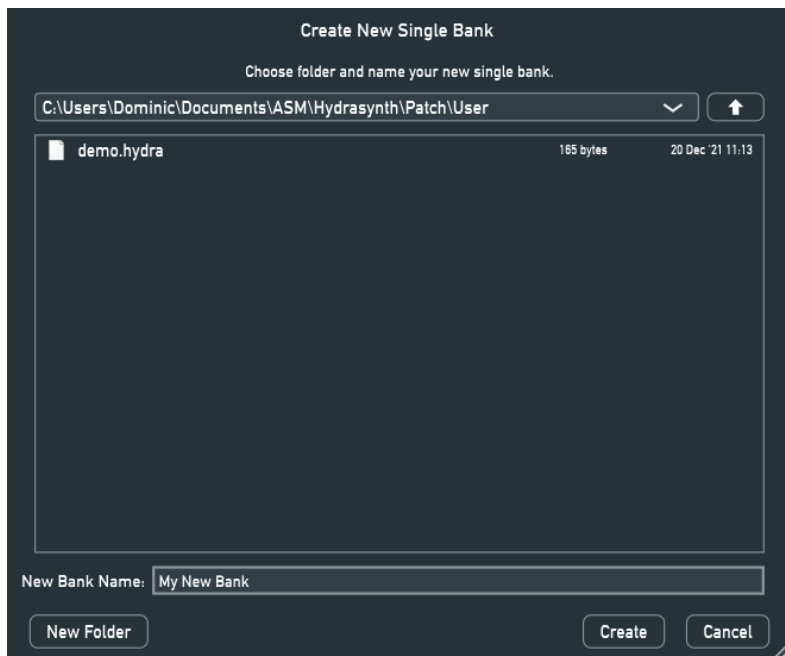 Create New Single Bank
Choose folder and name your new single bank.
C:\Users\Dominic\Documents\ASM\Hydrasynth\Patch\User
demo.hydra 165 bytes 20 Dec '21 11:13
New Bank Name: My New Bank
New Folder Create Cancel